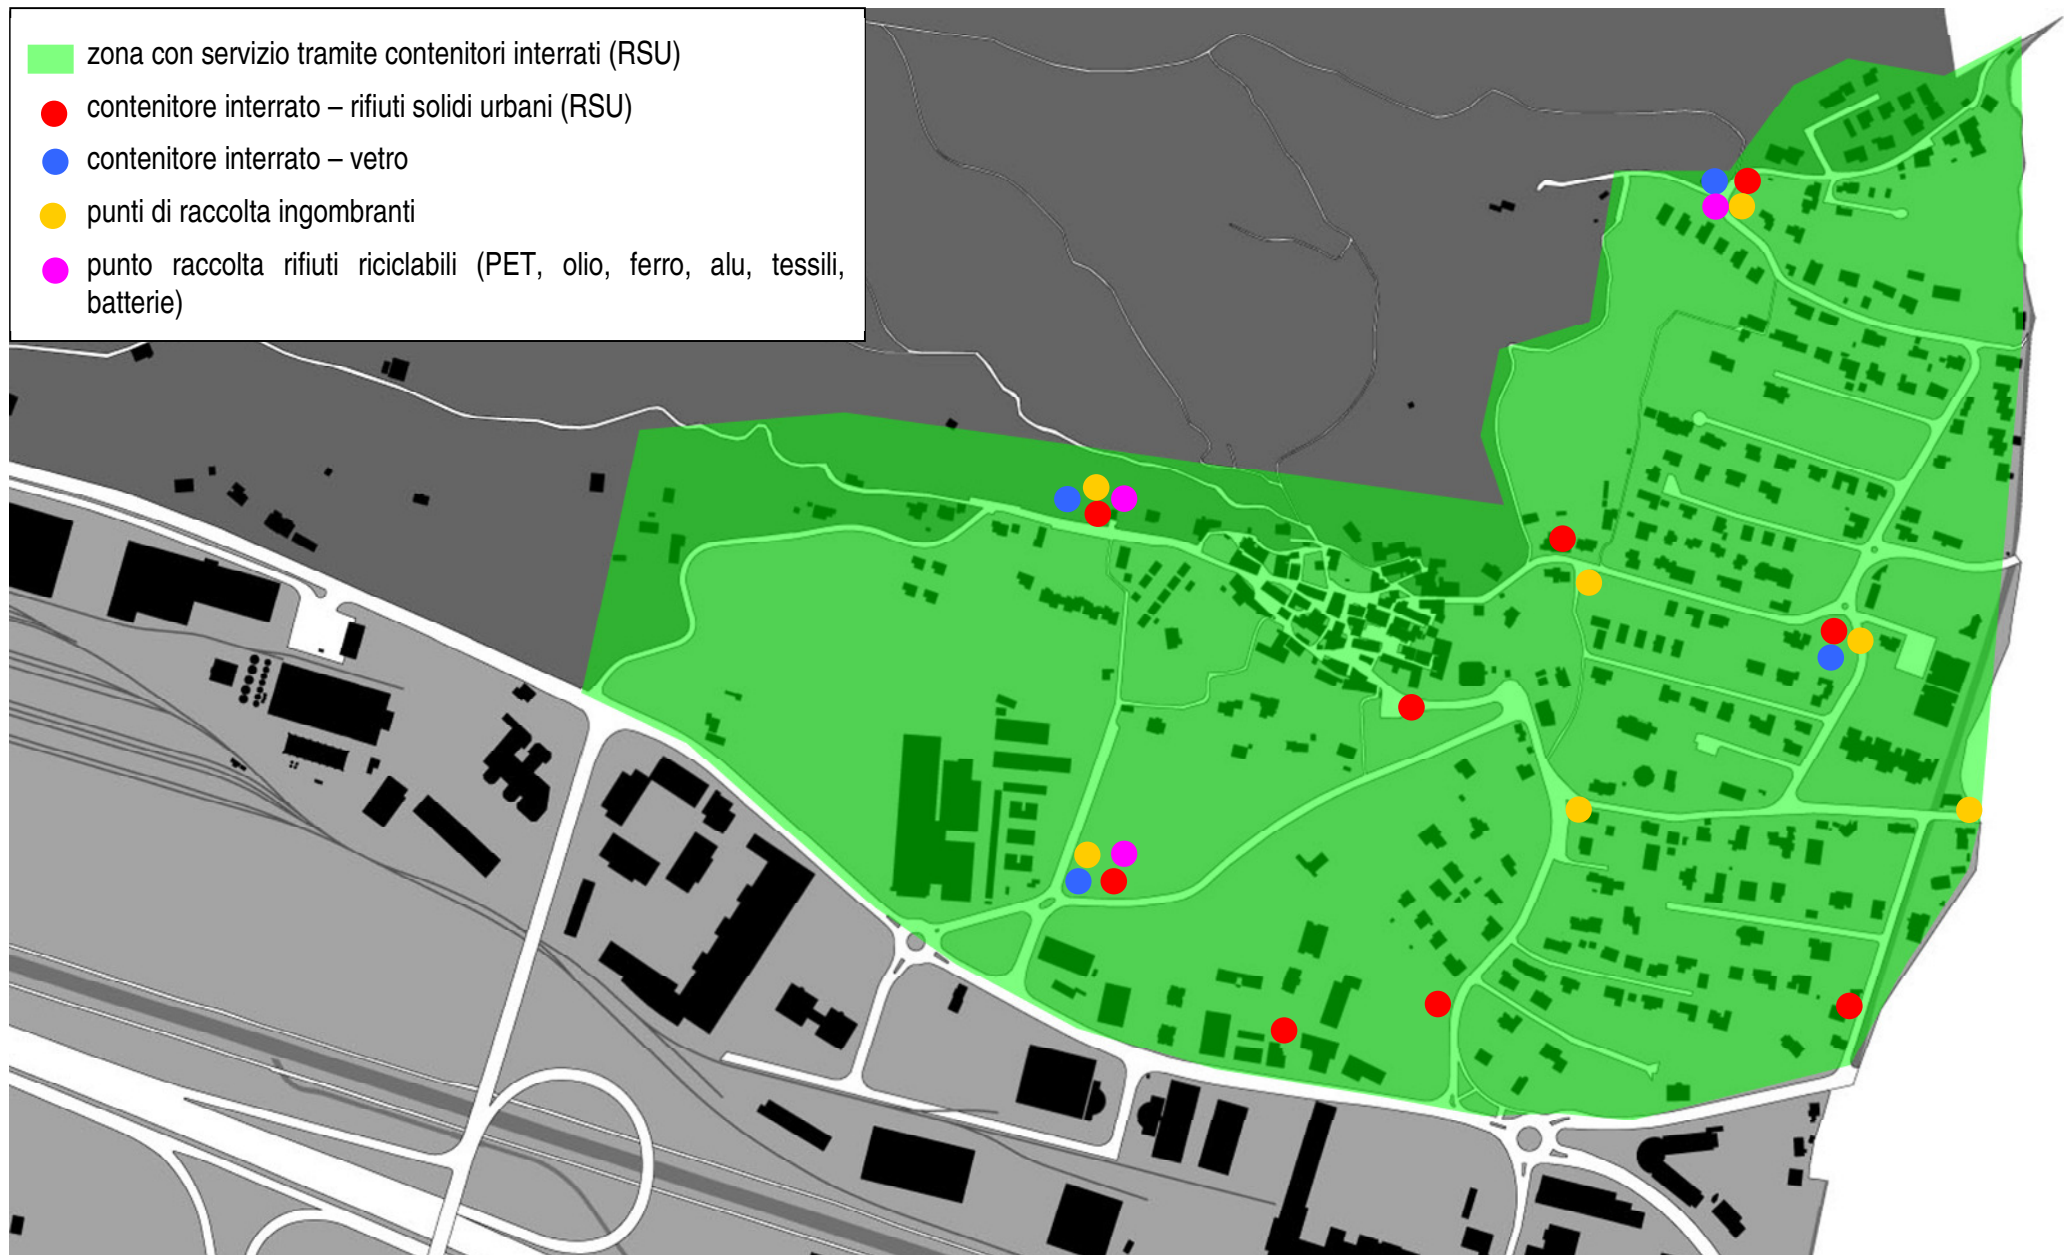 zona con servizio tramite contenitori interrati (RSU)
contenitore interrato – rifiuti solidi urbani (RSU)
contenitore interrato – vetro
punti di raccolta ingombranti
punto raccolta rifiuti riciclabili (PET, olio, ferro, alu, tessili,
batterie)